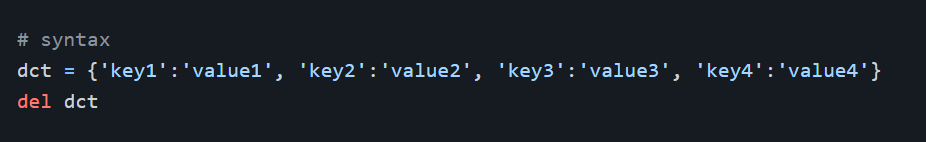 # syntax
dct = {'key1':'value1', 'key2':'value2', 'key3':'value3', 'key4':'value4'}
del dct